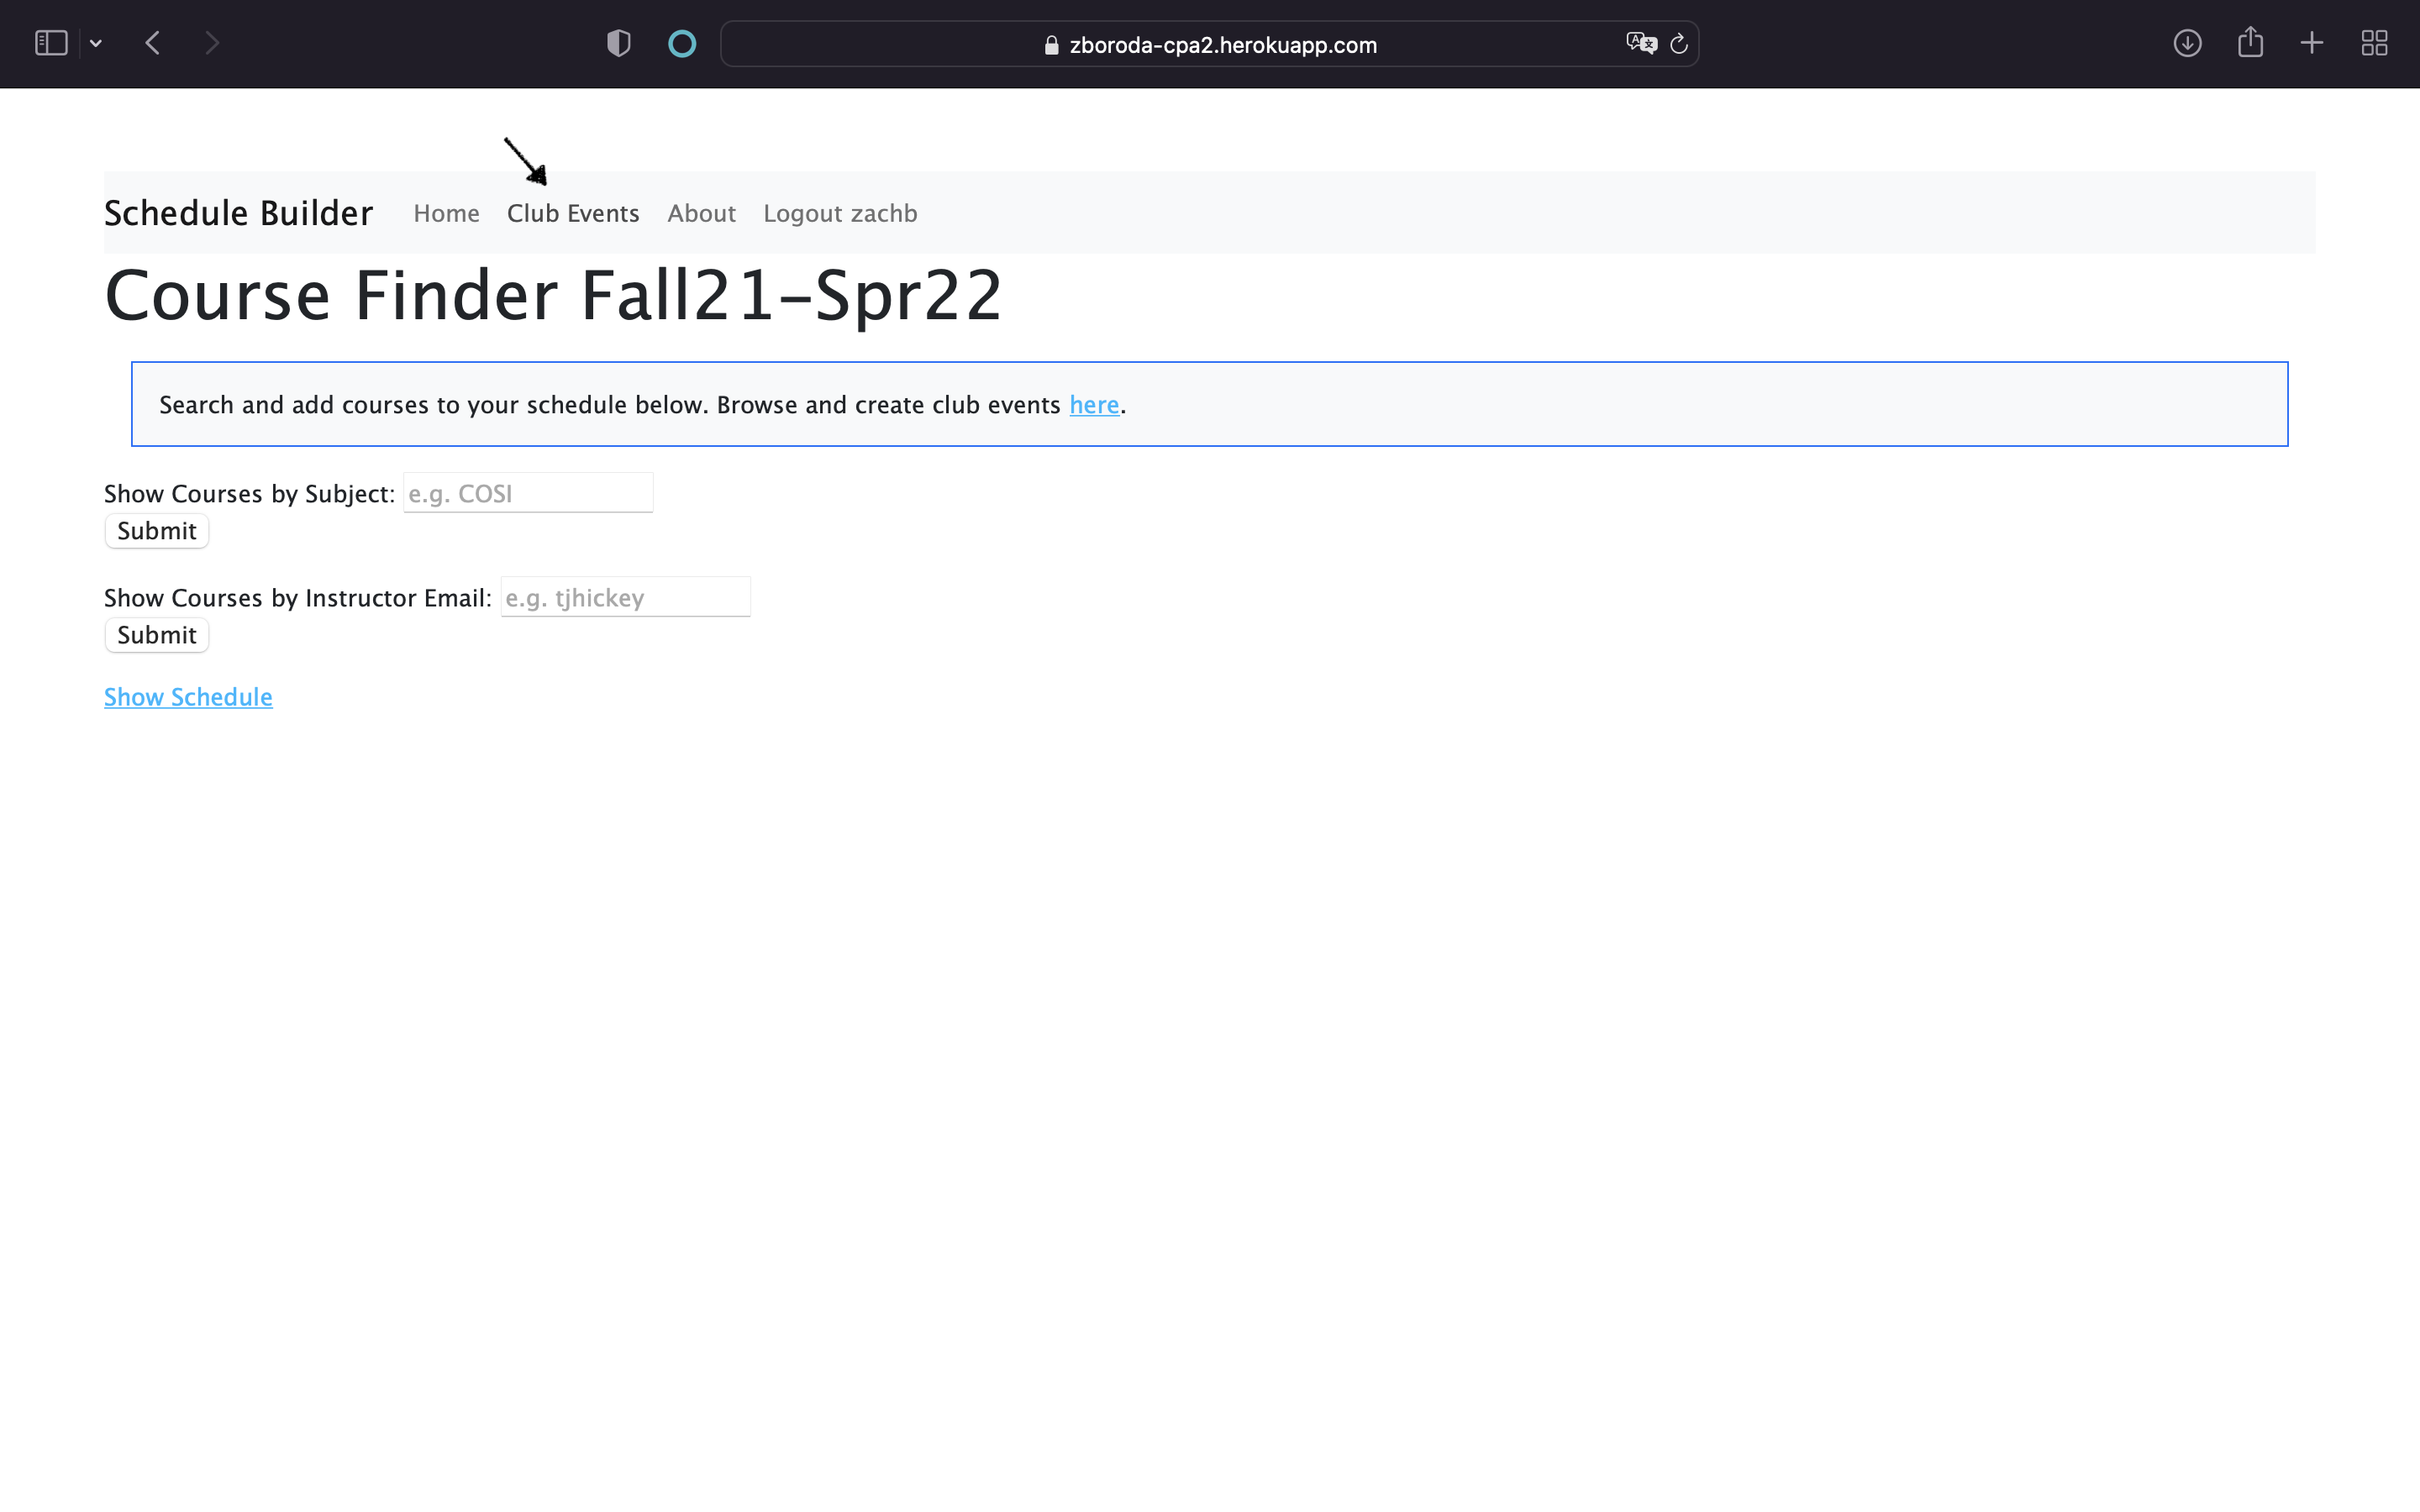 zboroda-cpa2.herokuapp.com
Schedule Builder Home Club Events About Logout zachb
Course Finder Fall21-Spr22
Search and add courses to your schedule below. Browse and create club events here.
Show Courses by Subject: e.g. COSI
Submit
Show Courses by Instructor Email: e.g. tjhickey
Submit
Show Schedule